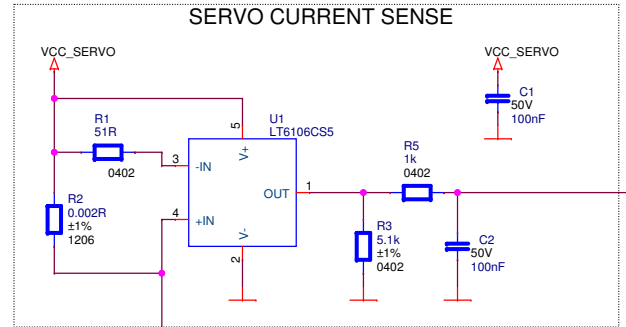 SERVO CURRENT SENSE
VCC_SERVO
VCC_SERVO
C1
50V
100nF
R1
51R
0402
U1
LT6106CS5
5
V+
3
-IN
4
+IN
OUT
1
V-
2
R2
0.002R
±1%
1206
R5
1k
0402
R3
5.1k
±1%
0402
C2
50V
100nF